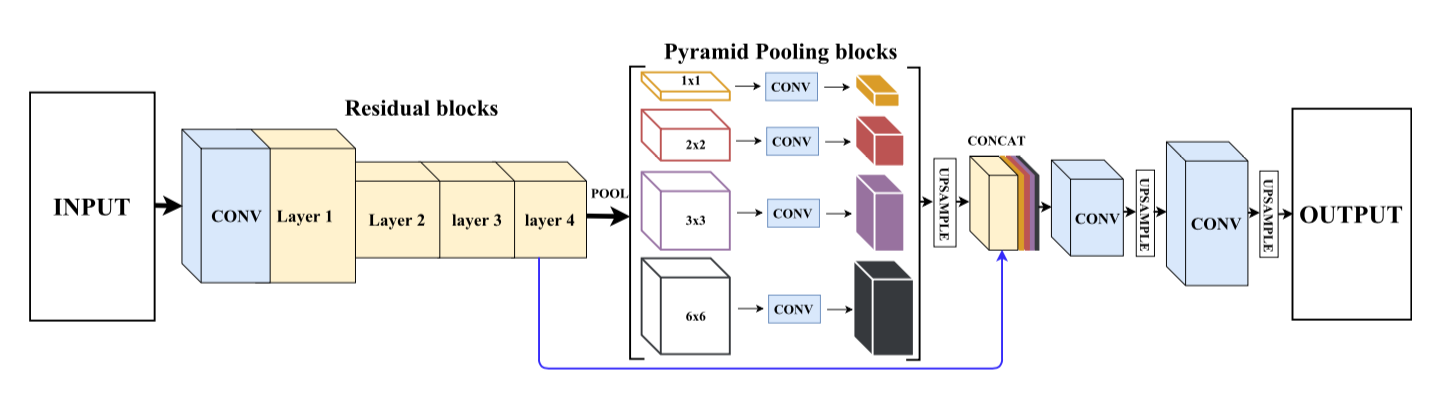 Pyramid Pooling blocks
Residual blocks
INPUT
CONV
Layer 1
Layer 2
layer 3
layer 4
POOL
1x1
CONV
2x2
CONV
3x3
CONV
6x6
CONV
UPSAMPLE
CONCAT
CONV
UPSAMPLE
CONV
UPSAMPLE
OUTPUT